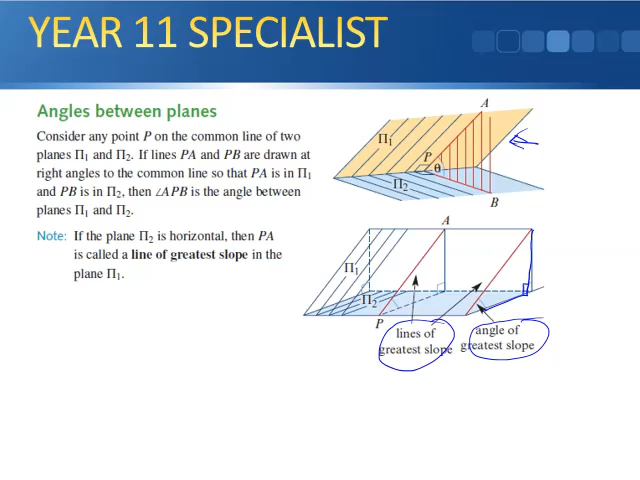 YEAR 11 SPECIALIST
Angles between planes
Consider any point P on the common line of two
planes Π₁ and Π₂. If lines PA and PB are drawn at
right angles to the common line so that PA is in Π₁
and PB is in Π₂, then ∠APB is the angle between
planes Π₁ and Π₂.
Note: If the plane Π₂ is horizontal, then PA
is called a line of greatest slope in the
plane Π₁.
A
Π₁
P
θ
Π₂
B
A
Π₁
Π₂
P
lines of
greatest slope
angle of
greatest slope